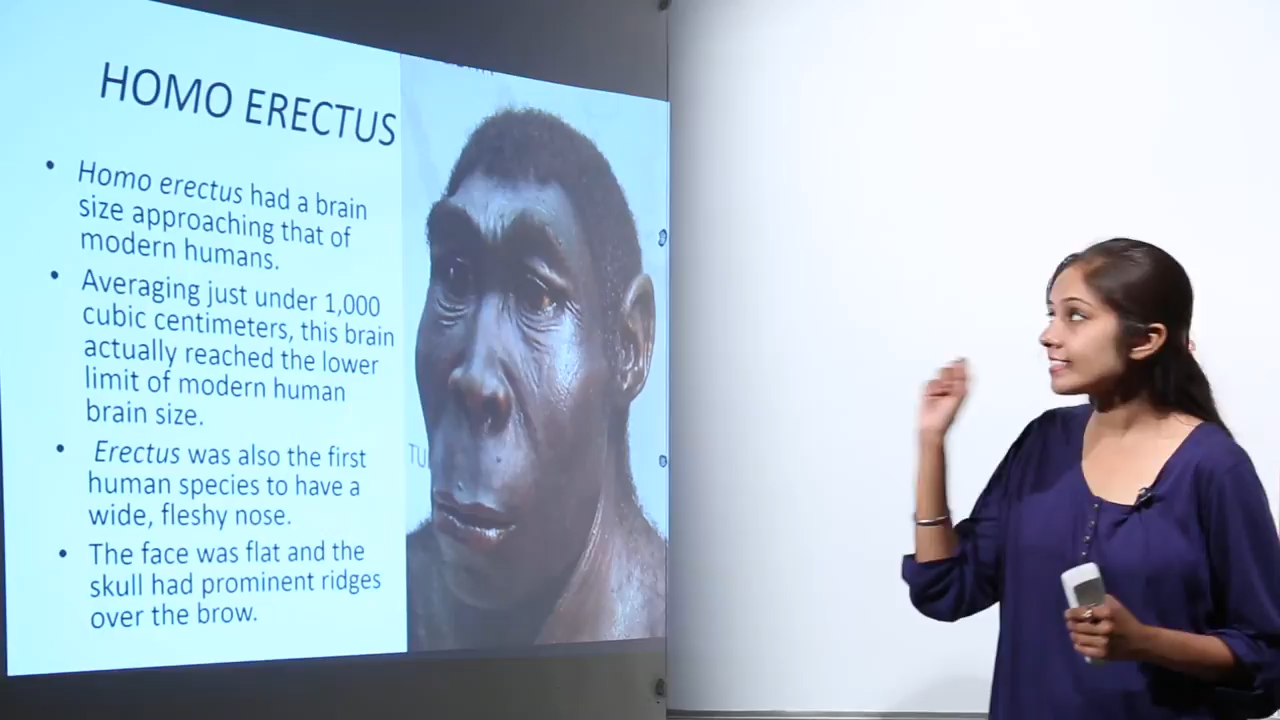 HOMO ERECTUS
• Homo erectus had a brain
size approaching that of
modern humans.
• Averaging just under 1,000
cubic centimeters, this brain
actually reached the lower
limit of modern human
brain size.
• Erectus was also the first
human species to have a
wide, fleshy nose.
• The face was flat and the
skull had prominent ridges
over the brow.
TU